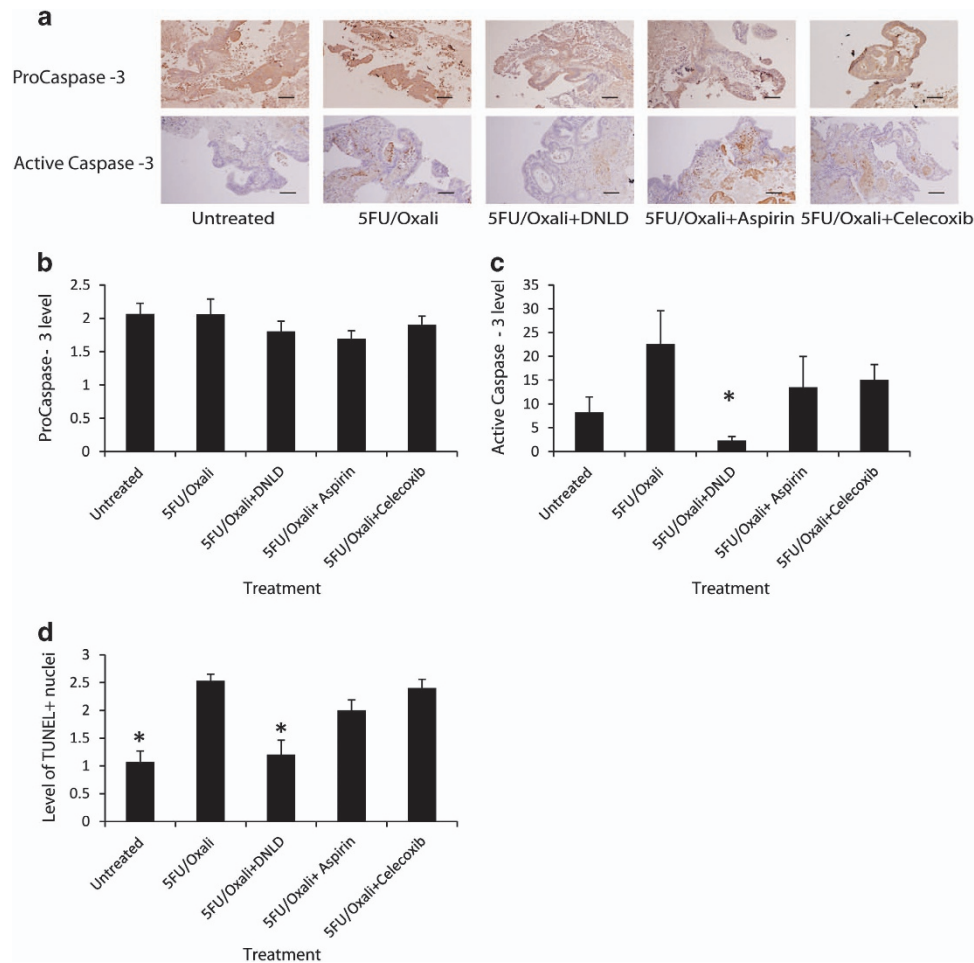 a
ProCaspase -3
Active Caspase -3
Untreated
5FU/Oxali
5FU/Oxali+DNLD
5FU/Oxali+Aspirin
5FU/Oxali+Celecoxib
b
ProCaspase- 3 level
2.5
2
1.5
1
0.5
0
Untreated
5FU/Oxali
5FU/Oxali+DNLD
5FU/Oxali+ Aspirin
5FU/Oxali+Celecoxib
Treatment
c
Active Caspase - 3 level
35
30
25
20
15
10
5
0
*
Untreated
5FU/Oxali
5FU/Oxali+DNLD
5FU/Oxali+ Aspirin
5FU/Oxali+Celecoxib
Treatment
d
Level of TUNEL+ nuclei
3
2.5
2
1.5
1
0.5
0
*
*
Untreated
5FU/Oxali
5FU/Oxali+DNLD
5FU/Oxali+ Aspirin
5FU/Oxali+Celecoxib
Treatment